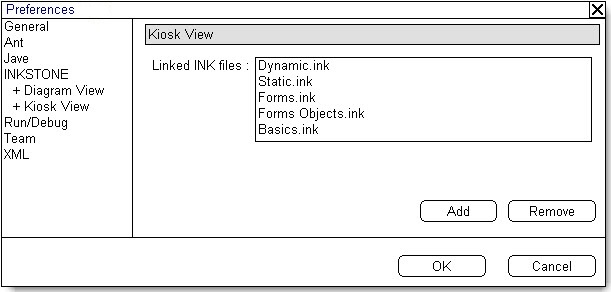 Preferences
General
Ant
Jave
INKSTONE
+ Diagram View
+ Kiosk View
Run/Debug
Team
XML
Kiosk View
Linked INK files :
Dynamic.ink
Static.ink
Forms.ink
Forms Objects.ink
Basics.ink
Add
Remove
OK
Cancel